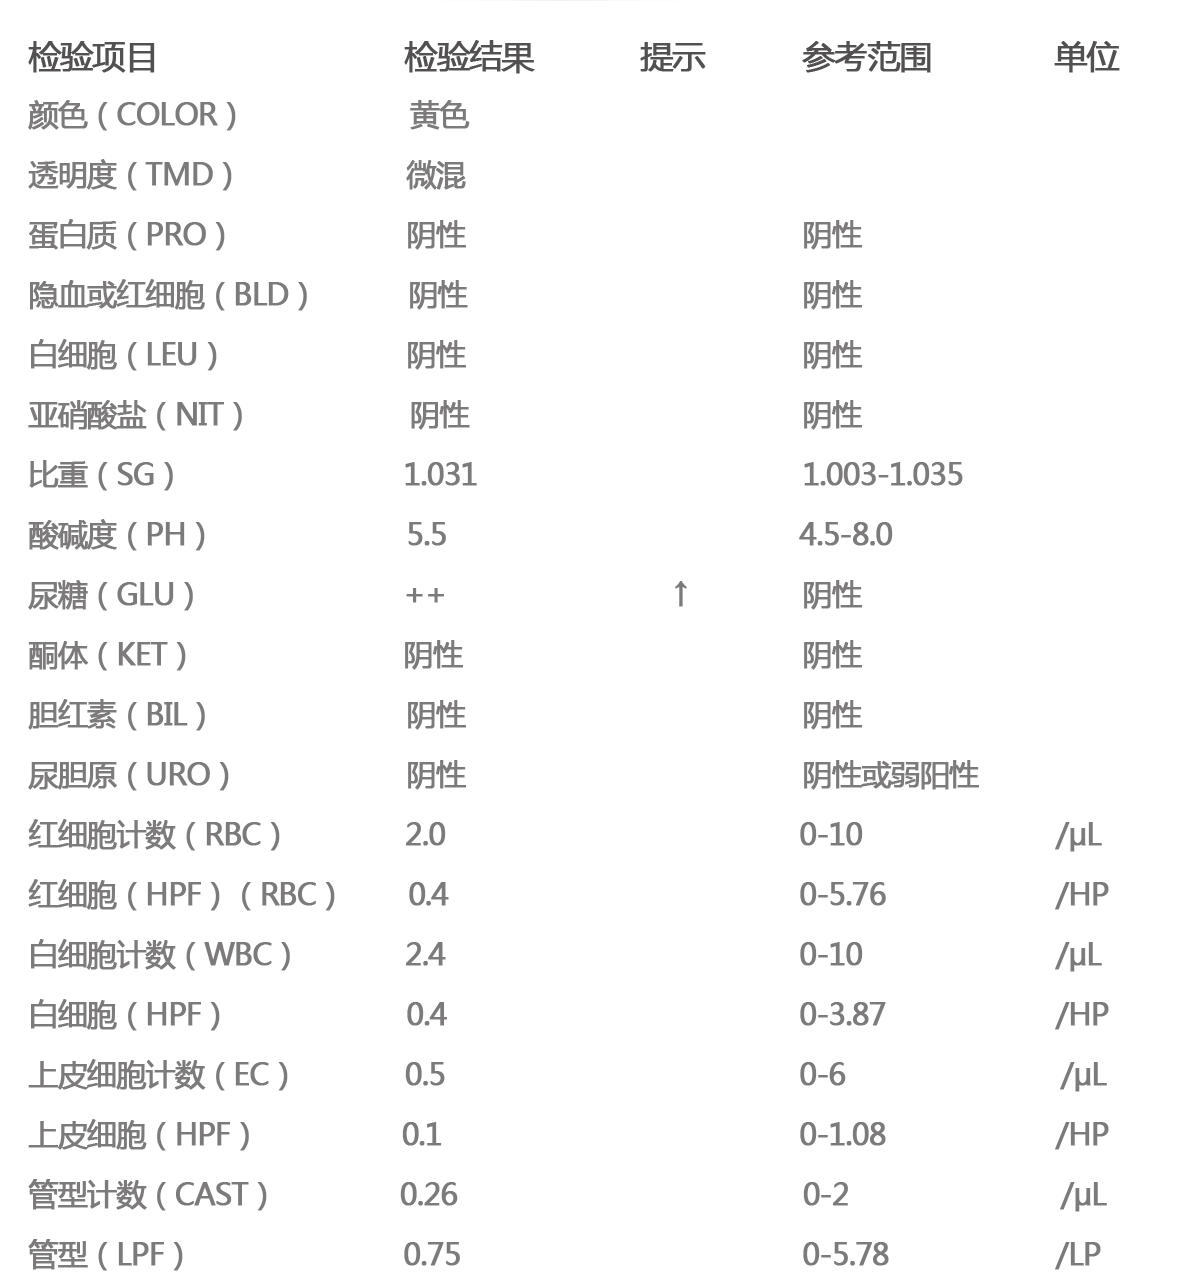 检验项目 检验结果 提示 参考范围 单位
颜色（COLOR） 黄色
透明度（TMD） 微混
蛋白质（PRO） 阴性 阴性
隐血或红细胞（BLD） 阴性 阴性
白细胞（LEU） 阴性 阴性
亚硝酸盐（NIT） 阴性 阴性
比重（SG） 1.031 1.003-1.035
酸碱度（PH） 5.5 4.5-8.0
尿糖（GLU） ++ ↑ 阴性
酮体（KET） 阴性 阴性
胆红素（BIL） 阴性 阴性
尿胆原（URO） 阴性 阴性或弱阳性
红细胞计数（RBC） 2.0 0-10 /μL
红细胞（HPF）（RBC） 0.4 0-5.76 /HP
白细胞计数（WBC） 2.4 0-10 /μL
白细胞（HPF） 0.4 0-3.87 /HP
上皮细胞计数（EC） 0.5 0-6 /μL
上皮细胞（HPF） 0.1 0-1.08 /HP
管型计数（CAST） 0.26 0-2 /μL
管型（LPF） 0.75 0-5.78 /LP